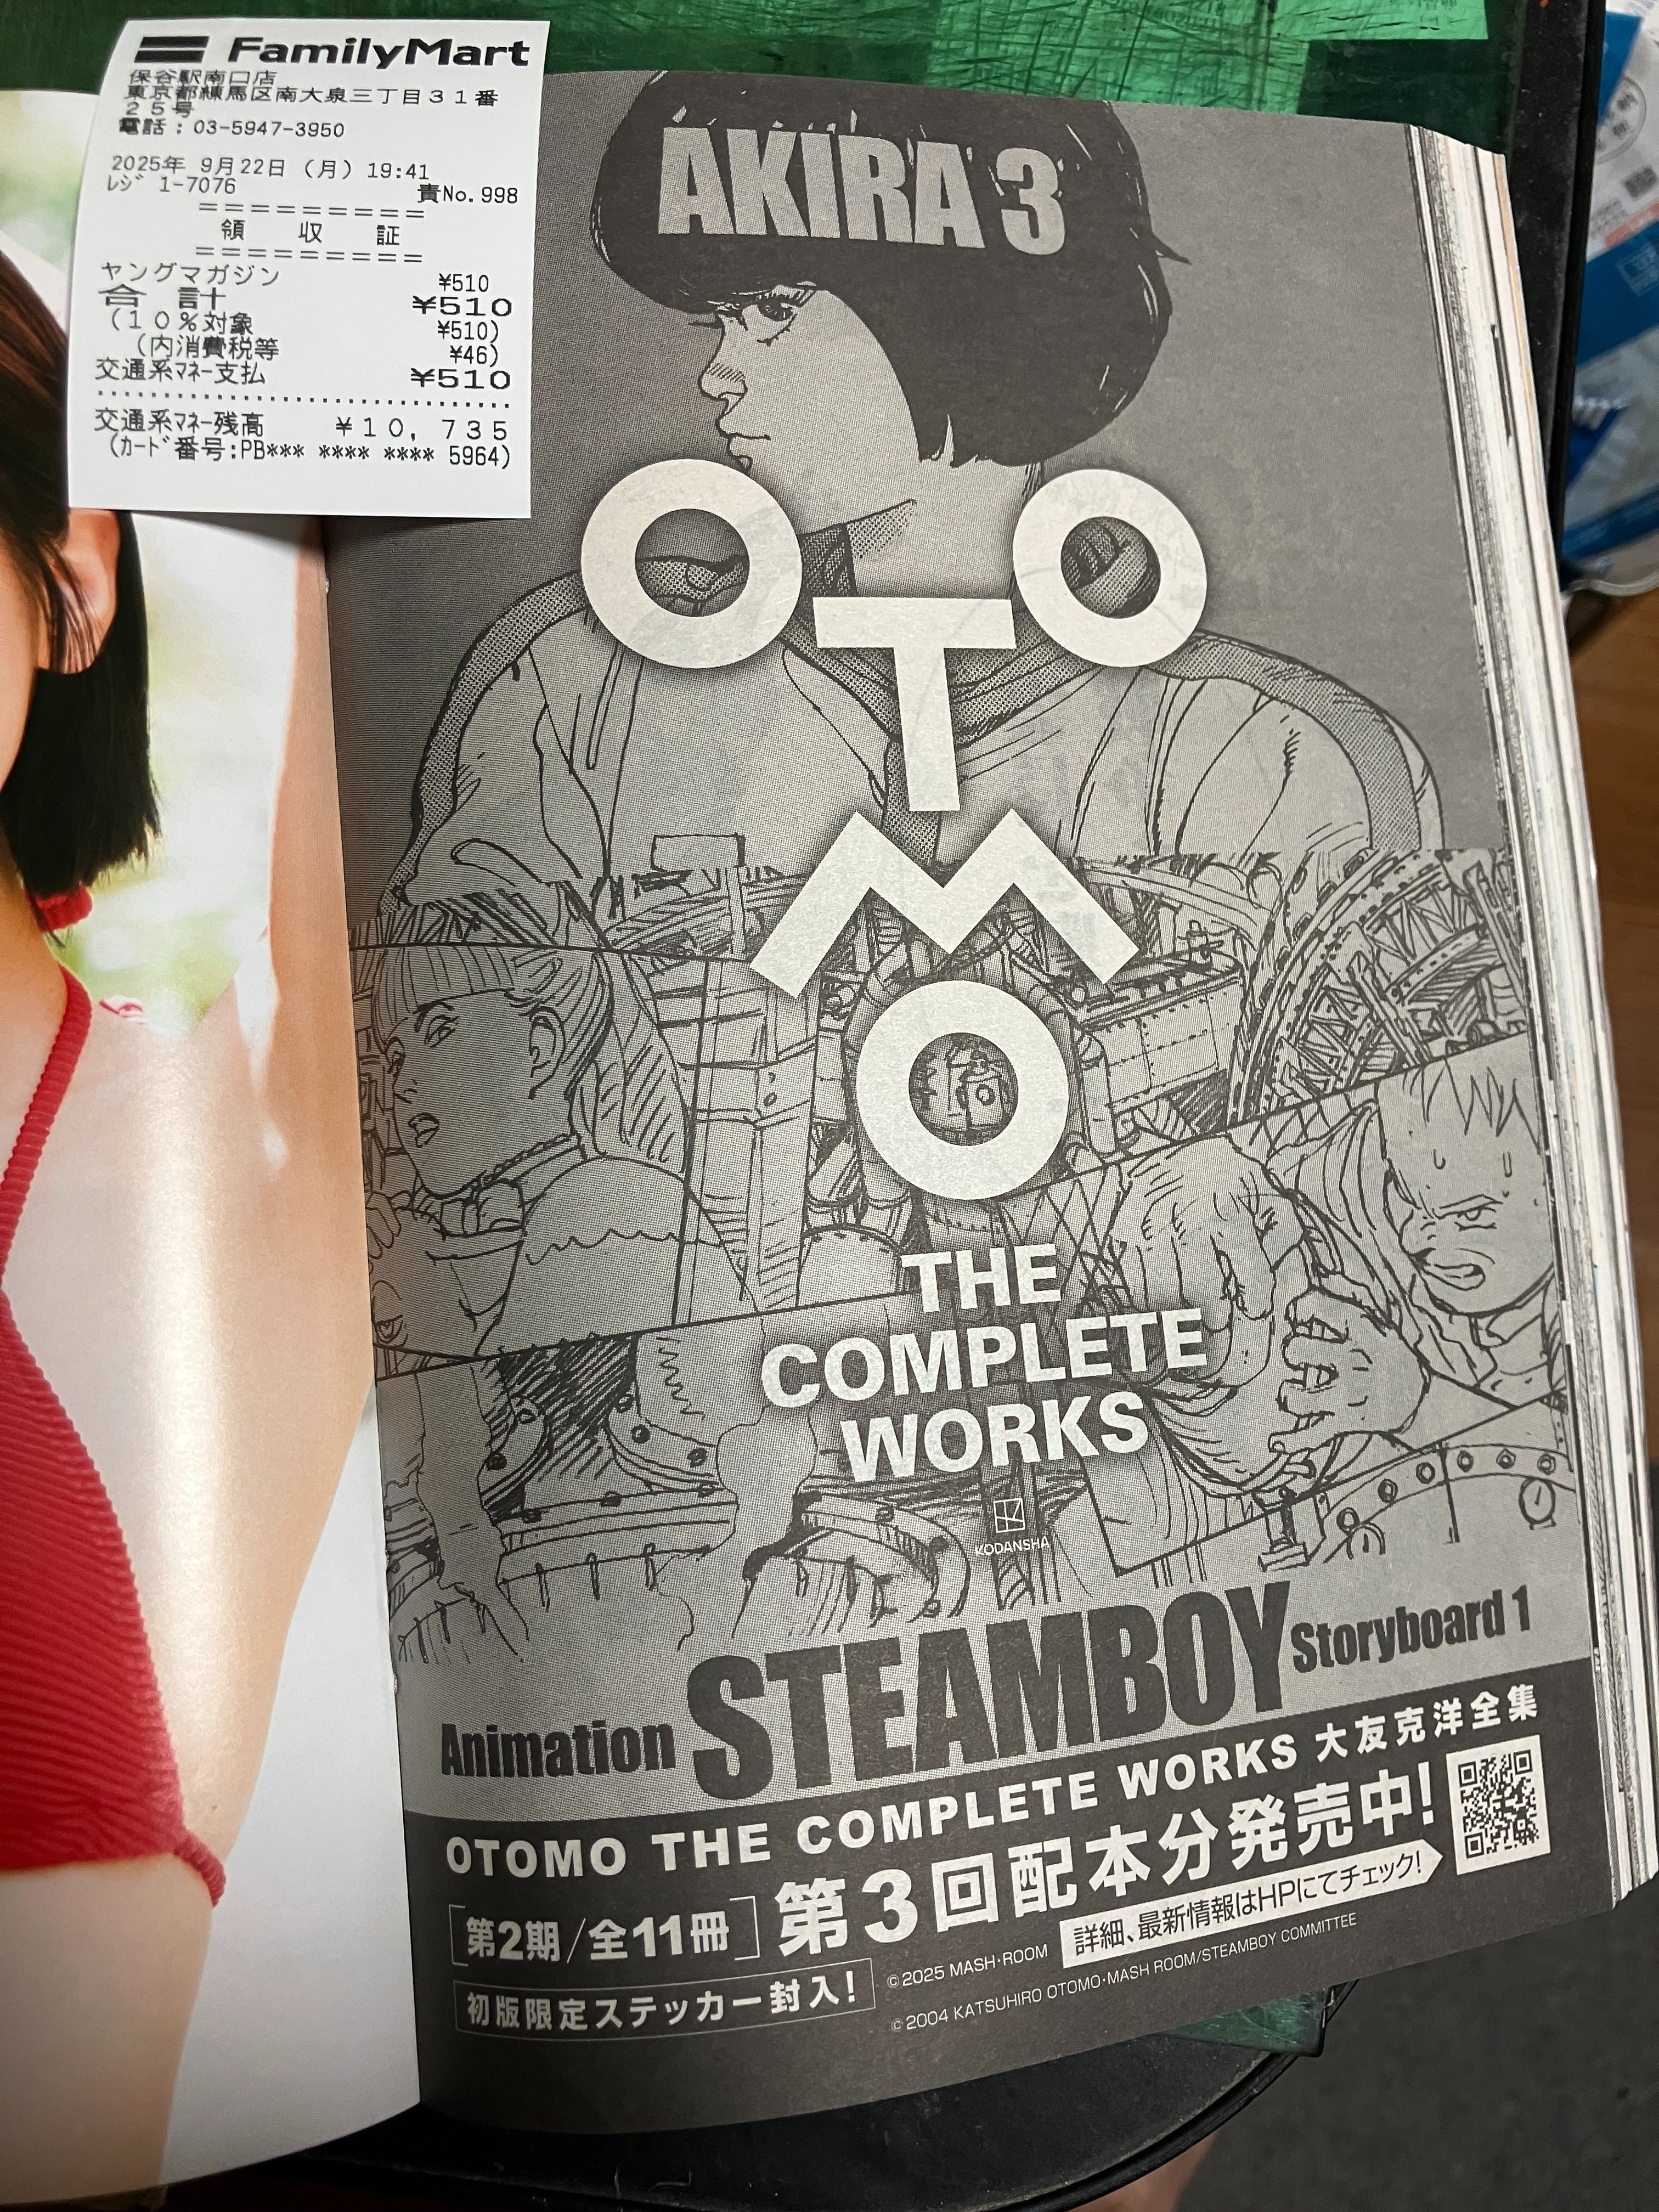 FamilyMart
保谷駅南口店
東京都練馬区南大泉三丁目31番
25号
電話:03-5947-3950
2025年 9月22日(月)19:41
レジ 1-7076
責No.998
=========
領 収 証
=========
ヤングマガジン ¥510
合 計 ¥510
(10%対象 ¥510)
(内消費税等 ¥46)
交通系マネー支払 ¥510
交通系マネー残高 ¥10,735
(カード番号:PB*** **** **** 5964)
AKIRA 3
OTOMO
THE
COMPLETE
WORKS
KODANSHA
Animation STEAMBOY Storyboard 1
OTOMO THE COMPLETE WORKS 大友克洋全集
[第2期/全11冊] 第3回配本分発売中!
詳細、最新情報はHPにてチェック!
初版限定ステッカー封入!
©2025 MASH・ROOM
©2004 KATSUHIRO OTOMO・MASH ROOM/STEAMBOY COMMITTEE